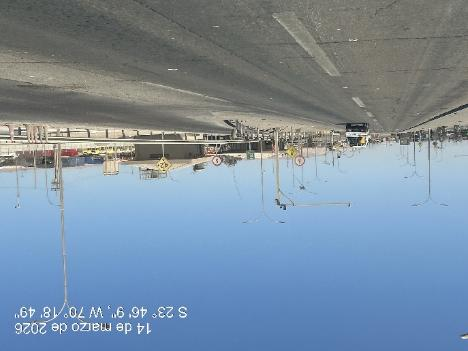 14 de marzo de 2026
S 23° 46' 9", W 70° 18' 49"